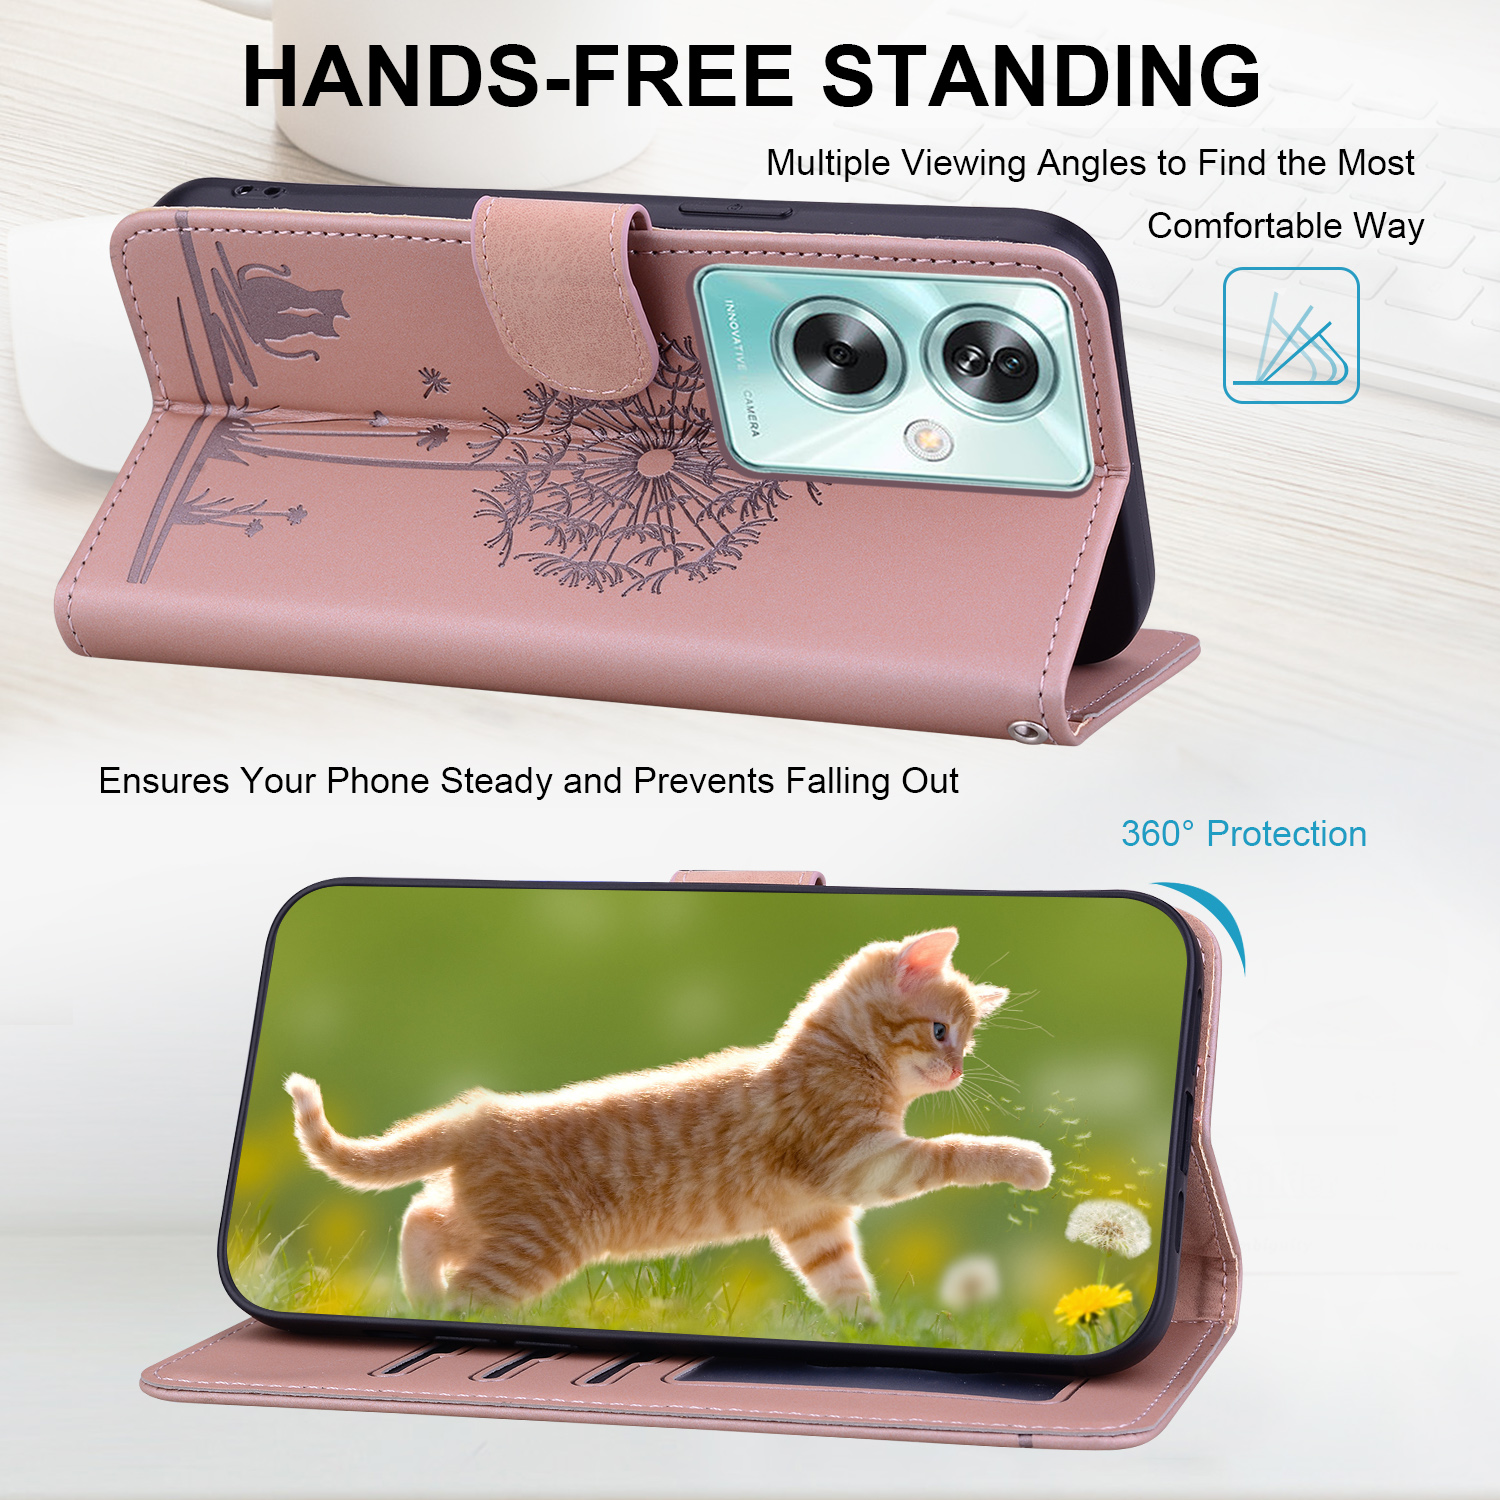 HANDS-FREE STANDING
Multiple Viewing Angles to Find the Most
Comfortable Way
INNOVATIVE CAMERA
Ensures Your Phone Steady and Prevents Falling Out
360° Protection